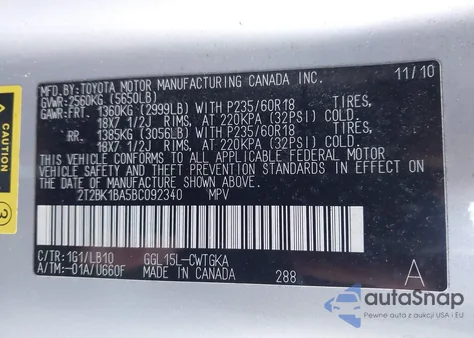 MFD. BY: TOYOTA MOTOR MANUFACTURING CANADA INC. 11/10
GVWR: 2560KG (5650LB)
GAWR: FRT. 1360KG (2999LB) WITH P235/60R18 TIRES,
18X7 1/2J RIMS, AT 220KPA (32PSI) COLD.
RR. 1385KG (3056LB) WITH P235/60R18 TIRES,
18X7 1/2J RIMS, AT 220KPA (32PSI) COLD.
THIS VEHICLE CONFORMS TO ALL APPLICABLE FEDERAL MOTOR
VEHICLE SAFETY AND THEFT PREVENTION STANDARDS IN EFFECT
ON THE DATE OF MANUFACTURE SHOWN ABOVE.
2T2BK1BA5BC092340 MPV
C/TR: 1G1/LB10 GGL15L-CWTGKA
A/TM: -01A/U660F MADE IN CANADA 288 A
CAUTION
3
autoSnap
Pewne auta z USA i EU